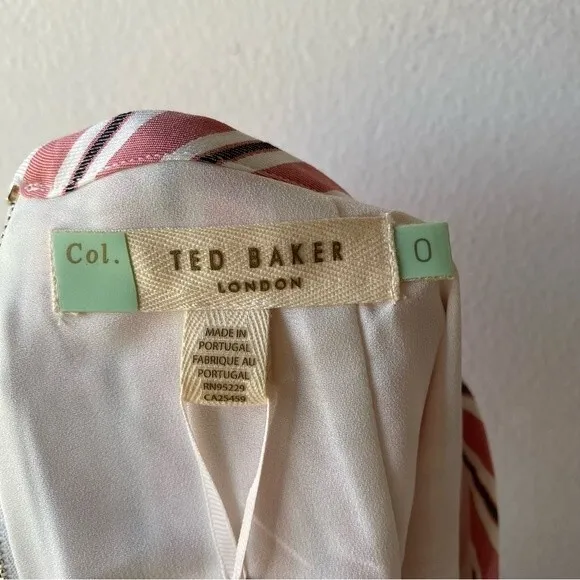 Col.
TED BAKER
LONDON
0
MADE IN
PORTUGAL
FABRIQUE AU
PORTUGAL
RN95229
CA25459